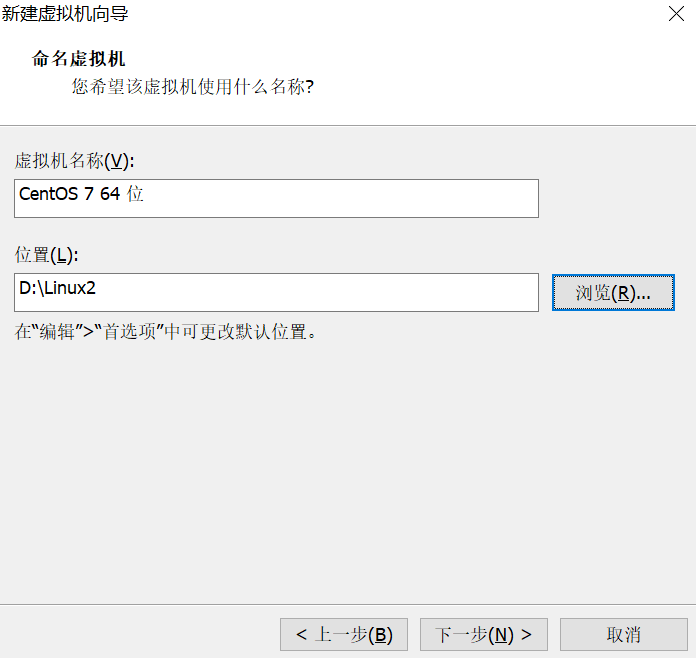 新建虚拟机向导
命名虚拟机
您希望该虚拟机使用什么名称?
虚拟机名称(V):
CentOS 7 64 位
位置(L):
D:\Linux2
浏览(R)...
在“编辑”>“首选项”中可更改默认位置。
< 上一步(B)
下一步(N) >
取消